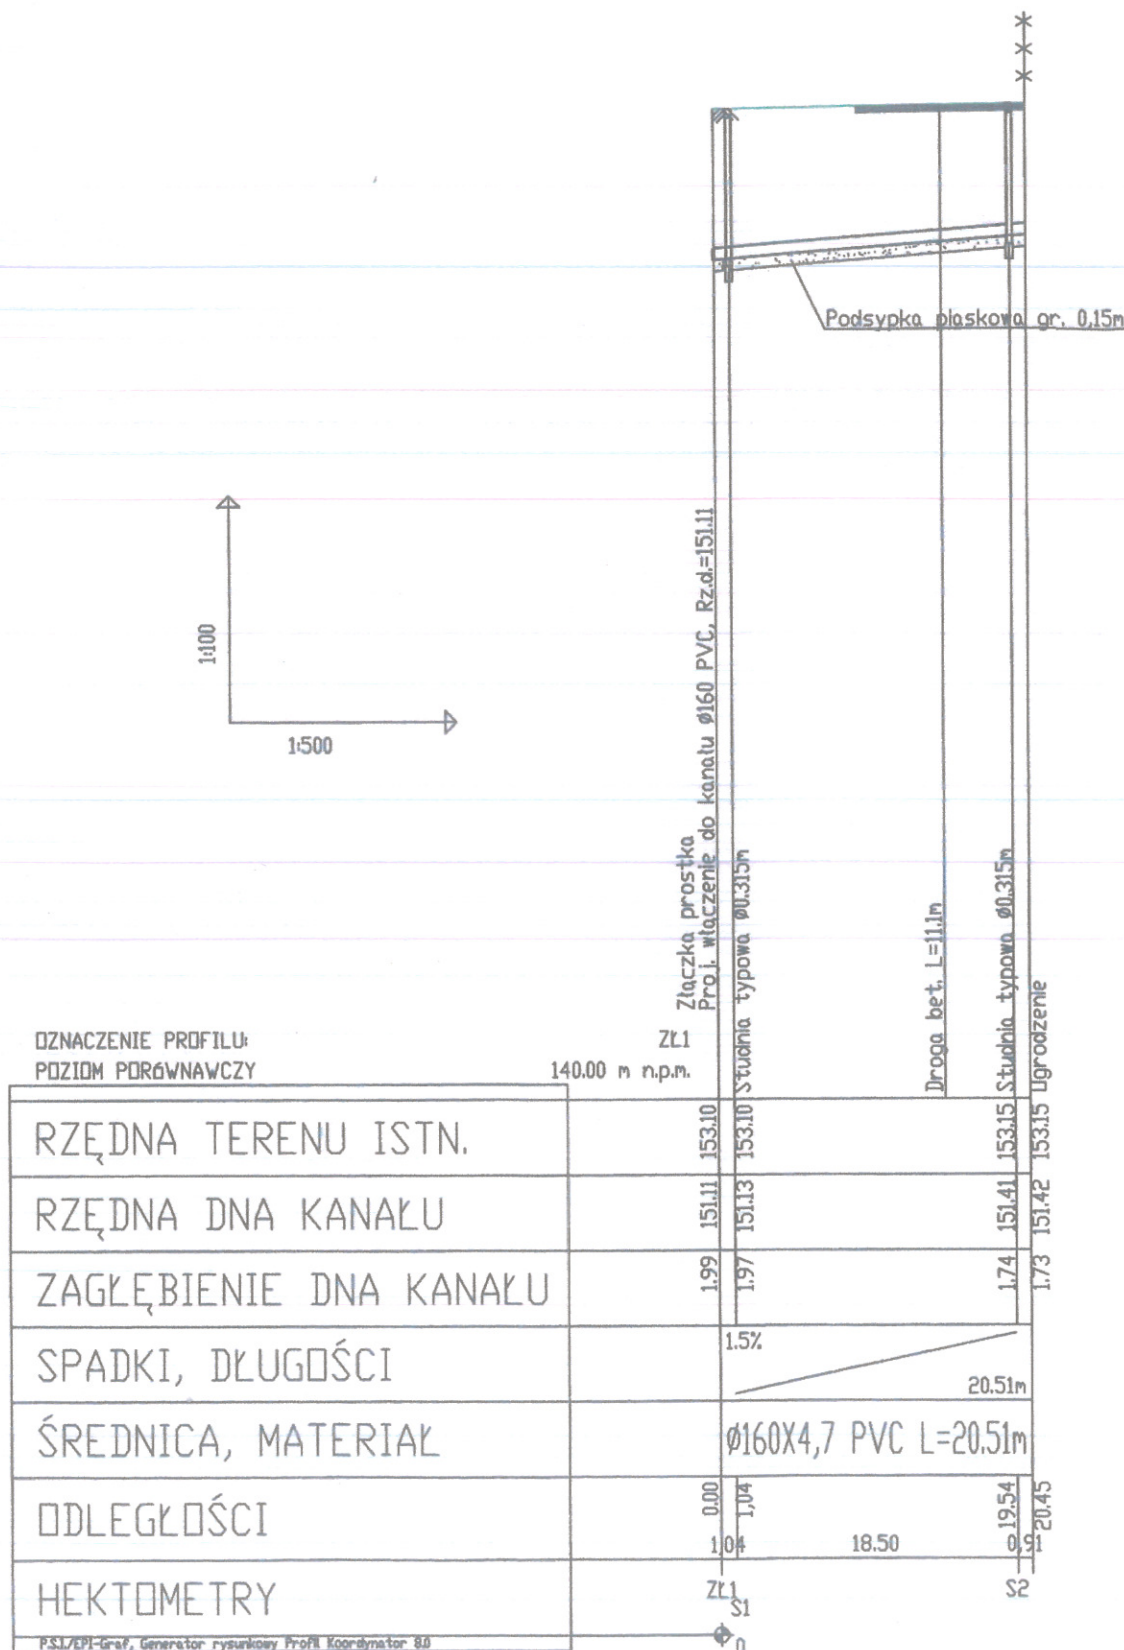 Podsypka piaskowa gr. 0,15m
1:100
1:500
Złączka prostka
Proj. włączenie do kanału ø160 PVC, Rz.d.=151.11
Studnia typowa ø0.315m
Droga bet. L=11.1m
Studnia typowa ø0.315m
Ogrodzenie
OZNACZENIE PROFILU: ZŁ1
POZIOM PORÓWNAWCZY 140.00 m n.p.m.
RZĘDNA TERENU ISTN. 153.10 153.10 153.15 153.15
RZĘDNA DNA KANAŁU 151.11 151.13 151.41 151.42
ZAGŁĘBIENIE DNA KANAŁU 1.99 1.97 1.74 1.73
SPADKI, DŁUGOŚCI 1.5% 20.51m
ŚREDNICA, MATERIAŁ ø160X4,7 PVC L=20.51m
ODLEGŁOŚCI 0.00 1,04 19.54 20.45
1,04 18.50 0,91
HEKTOMETRY ZŁ1 S1 S2
P.S.I./EPI-Graf, Generator rysunkowy Profil Koordynator 8.0
0